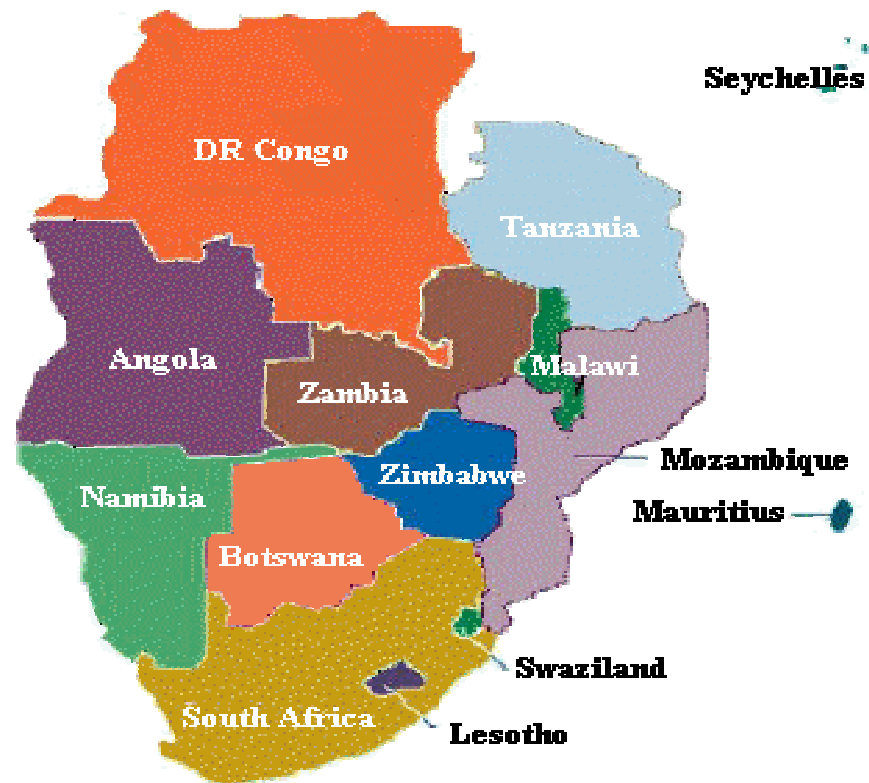 Seychelles
DR Congo
Tanzania
Angola
Malawi
Zambia
Mozambique
Zimbabwe
Namibia
Mauritius
Botswana
Swaziland
South Africa
Lesotho